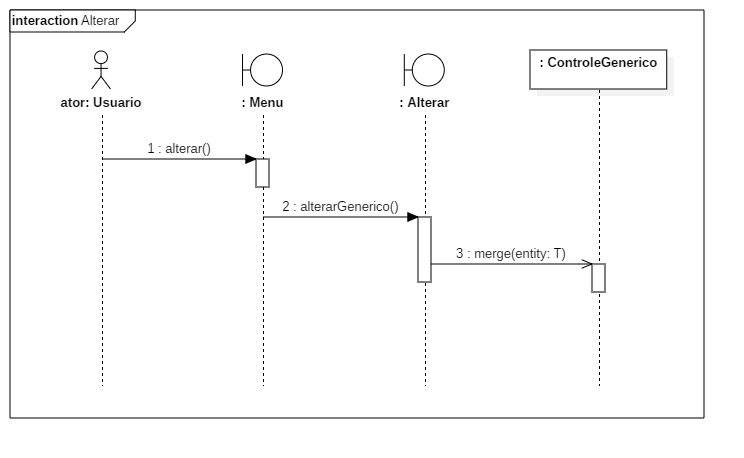 interaction Alterar
ator: Usuario
: Menu
: Alterar
: ControleGenerico
1 : alterar()
2 : alterarGenerico()
3 : merge(entity: T)